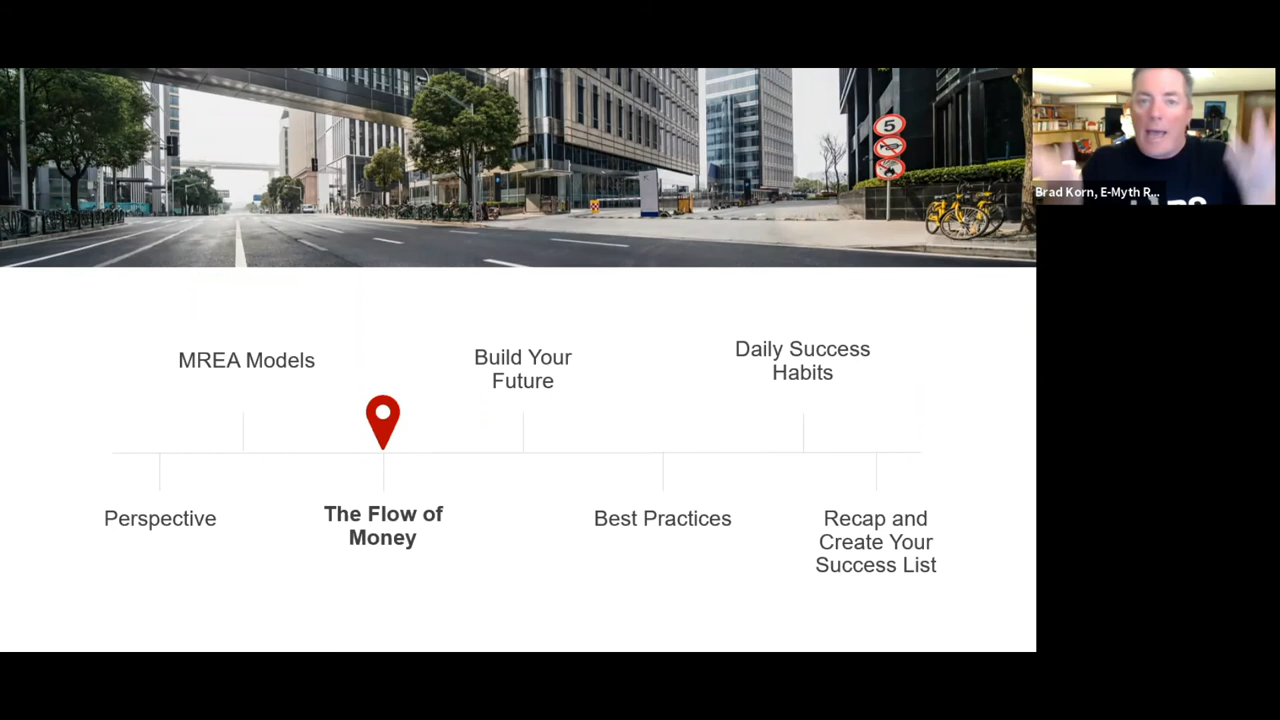 5
Brad Korn, E-Myth R...
MREA Models
Build Your
Future
Daily Success
Habits
Perspective
The Flow of
Money
Best Practices
Recap and
Create Your
Success List